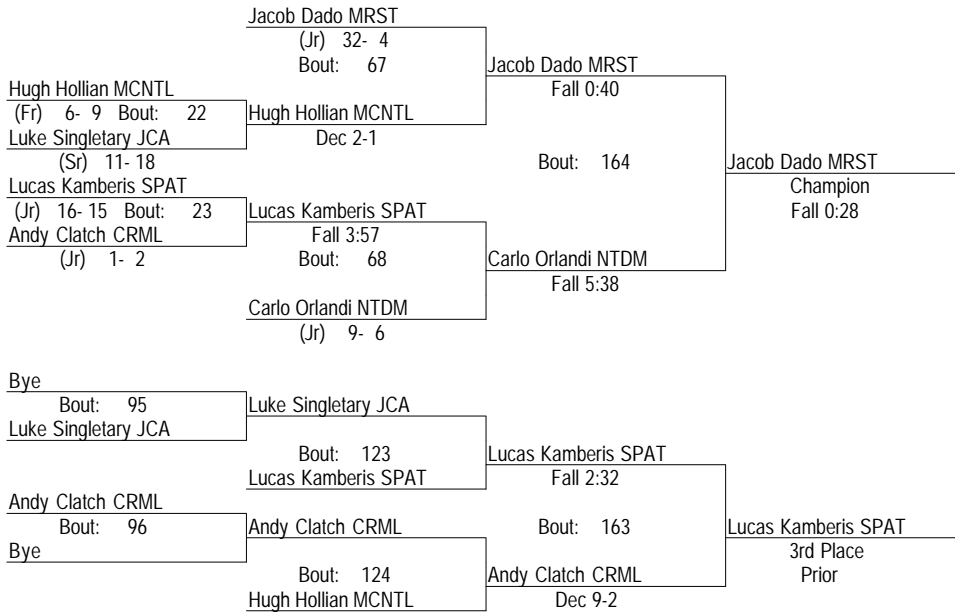 Jacob Dado MRST
(Jr) 32- 4
Bout: 67
Jacob Dado MRST
Fall 0:40
Hugh Hollian MCNTL
(Fr) 6- 9 Bout: 22
Hugh Hollian MCNTL
Dec 2-1
Luke Singletary JCA
(Sr) 11- 18
Bout: 164
Jacob Dado MRST
Champion
Fall 0:28
Lucas Kamberis SPAT
(Jr) 16- 15 Bout: 23
Lucas Kamberis SPAT
Fall 3:57
Bout: 68
Andy Clatch CRML
(Jr) 1- 2
Carlo Orlandi NTDM
Fall 5:38
Carlo Orlandi NTDM
(Jr) 9- 6
Bye
Bout: 95
Luke Singletary JCA
Luke Singletary JCA
Bout: 123
Lucas Kamberis SPAT
Fall 2:32
Lucas Kamberis SPAT
Andy Clatch CRML
Bout: 96
Andy Clatch CRML
Bout: 163
Lucas Kamberis SPAT
3rd Place
Prior
Bye
Bout: 124
Andy Clatch CRML
Dec 9-2
Hugh Hollian MCNTL